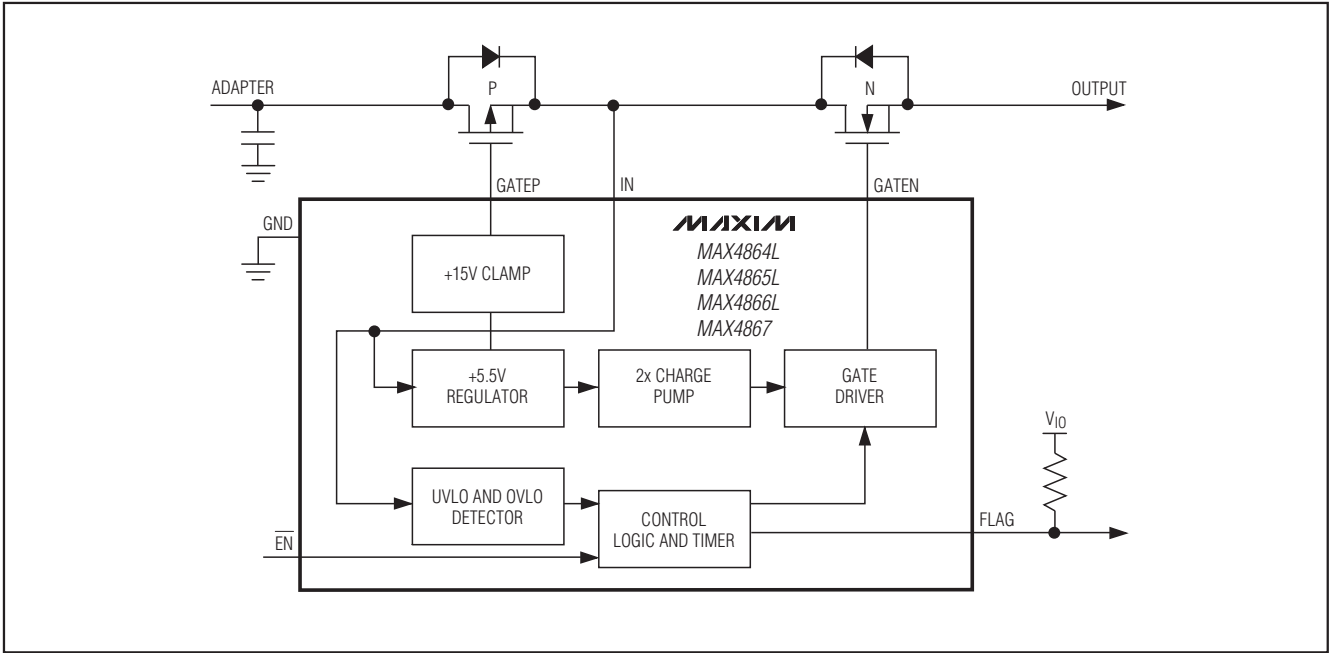 ADAPTER
P
N
OUTPUT
GATEP
IN
GATEN
GND
MAXIM
MAX4864L
MAX4865L
MAX4866L
MAX4867
+15V CLAMP
+5.5V
REGULATOR
2x CHARGE
PUMP
GATE
DRIVER
VIO
UVLO AND OVLO
DETECTOR
CONTROL
LOGIC AND TIMER
FLAG
EN